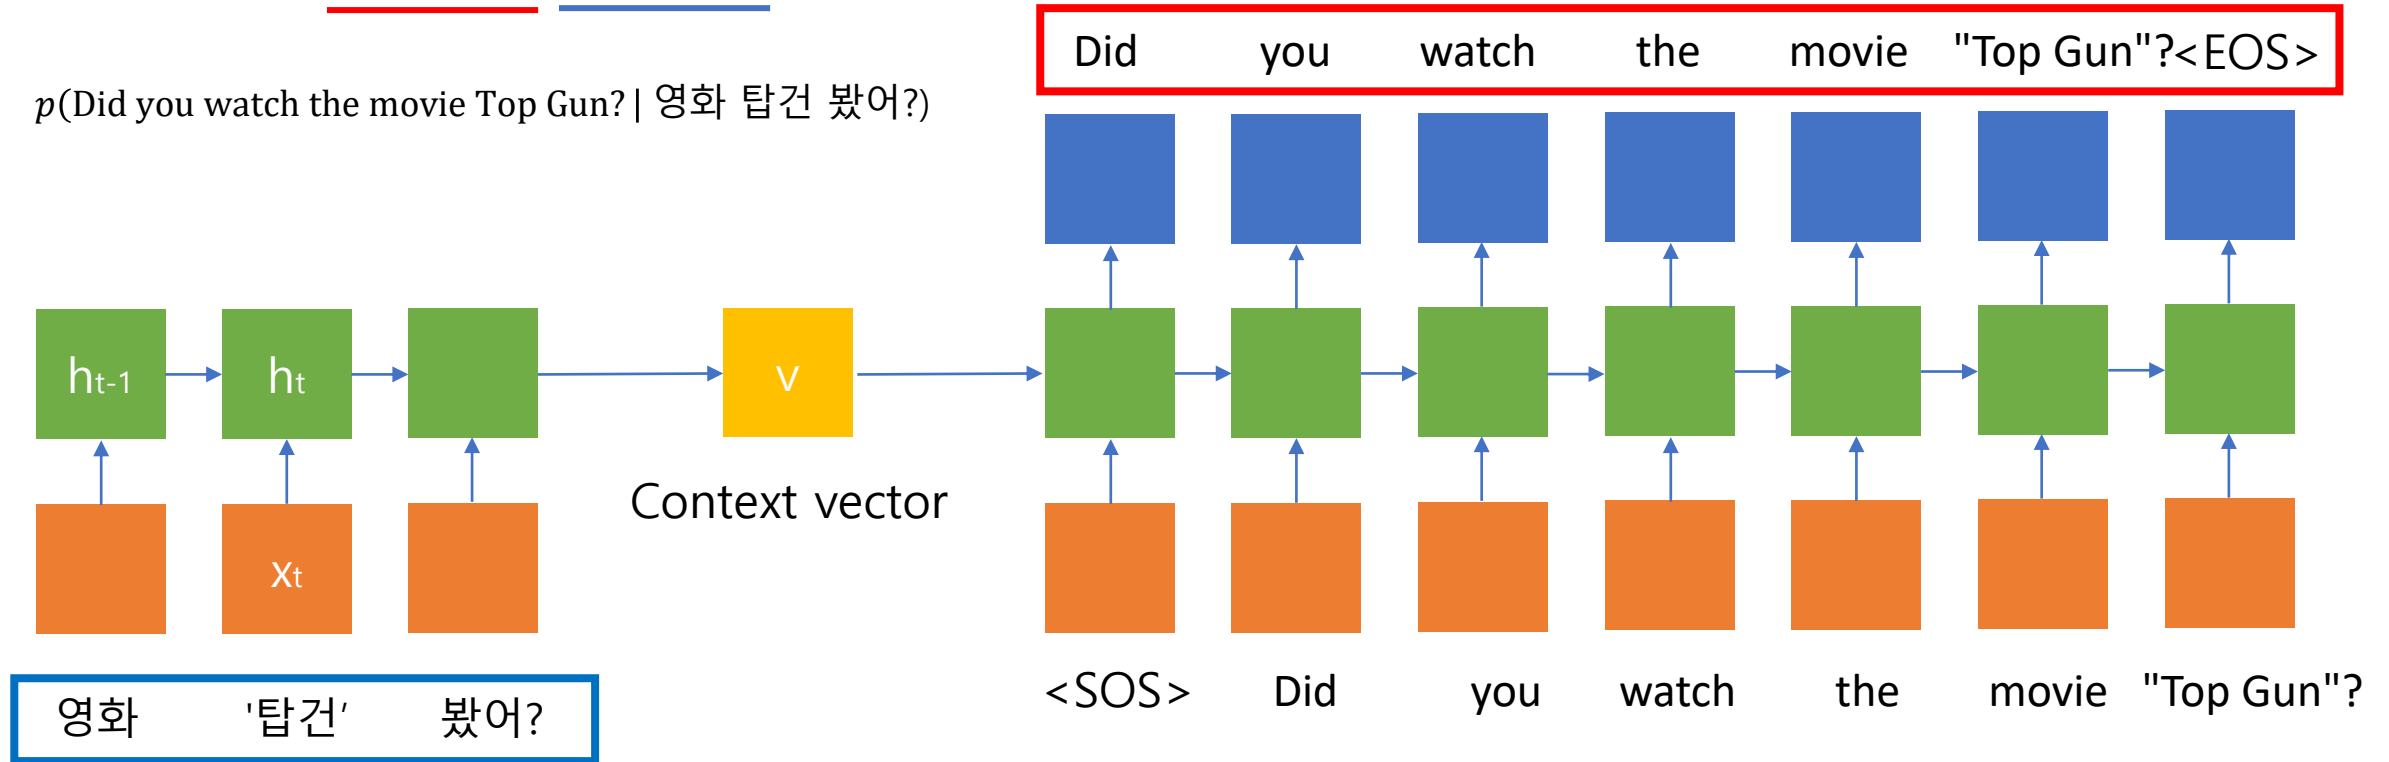 Did you watch the movie "Top Gun"?<EOS>
p(Did you watch the movie Top Gun? | 영화 탑건 봤어?)
ht-1 ht v
Context vector
xt
<SOS> Did you watch the movie "Top Gun"?
영화 '탑건’ 봤어?